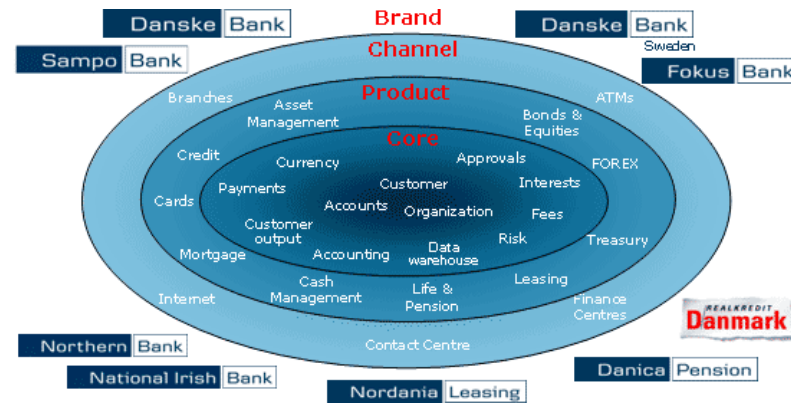 Brand
Danske Bank
Danske Bank
Sweden
Sampo Bank
Fokus Bank
Channel
Branches
ATMs
Product
Asset
Management
Bonds &
Equities
Core
Credit
Currency
Approvals
FOREX
Payments
Customer
Interests
Cards
Accounts
Organization
Fees
Customer
output
Risk
Treasury
Mortgage
Accounting
Data
warehouse
Cash
Management
Life &
Pension
Leasing
Internet
Finance
Centres
REALKREDIT
Danmark
Contact Centre
Northern Bank
National Irish Bank
Nordania Leasing
Danica Pension